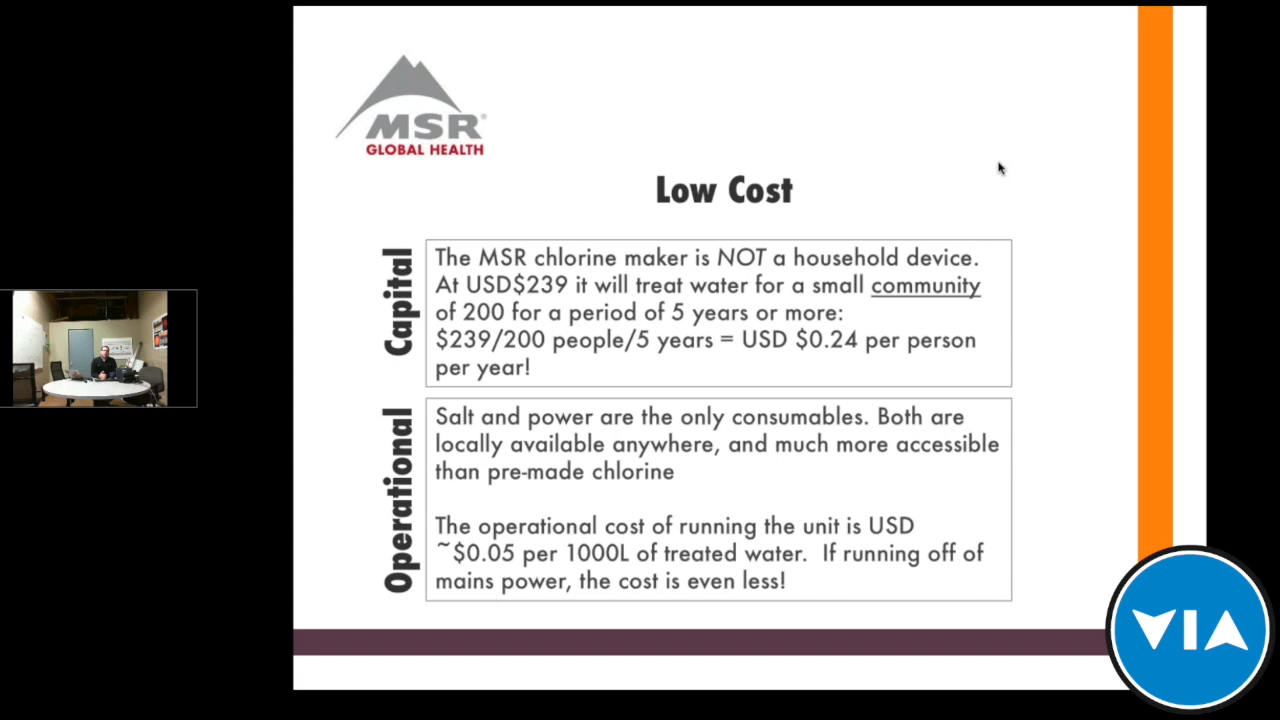 MSR®
GLOBAL HEALTH
Low Cost
Capital
The MSR chlorine maker is NOT a household device.
At USD$239 it will treat water for a small community
of 200 for a period of 5 years or more:
$239/200 people/5 years = USD $0.24 per person
per year!
Operational
Salt and power are the only consumables. Both are
locally available anywhere, and much more accessible
than pre-made chlorine
The operational cost of running the unit is USD
~$0.05 per 1000L of treated water.  If running off of
mains power, the cost is even less!
VIA